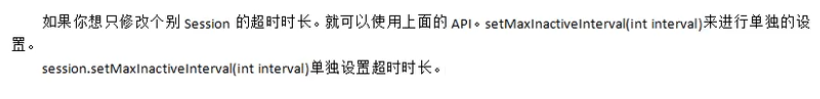 如果你想只修改个别 Session 的超时时长。就可以使用上面的 API。setMaxInactiveInterval(int interval)来进行单独的设
置。
session.setMaxInactiveInterval(int interval)单独设置超时时长。